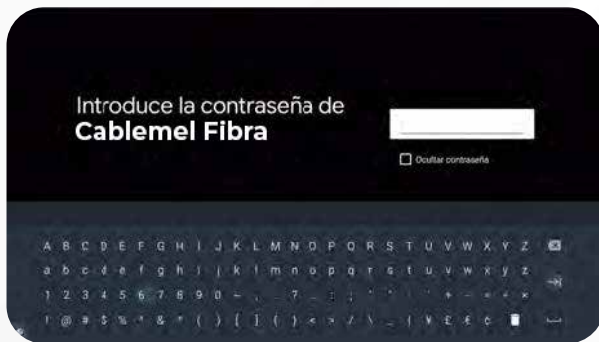 Introduce la contraseña de
Cablemel Fibra
Ocultar contraseña
A B C D E F G H I J K L M N O P Q R S T U V W X Y Z
a b c d e f g h i j k l m n o p q r s t u v w x y z
1 2 3 4 5 6 7 8 9 0
! @ # $ % ^ & * ( ) [ ] { } < > / \